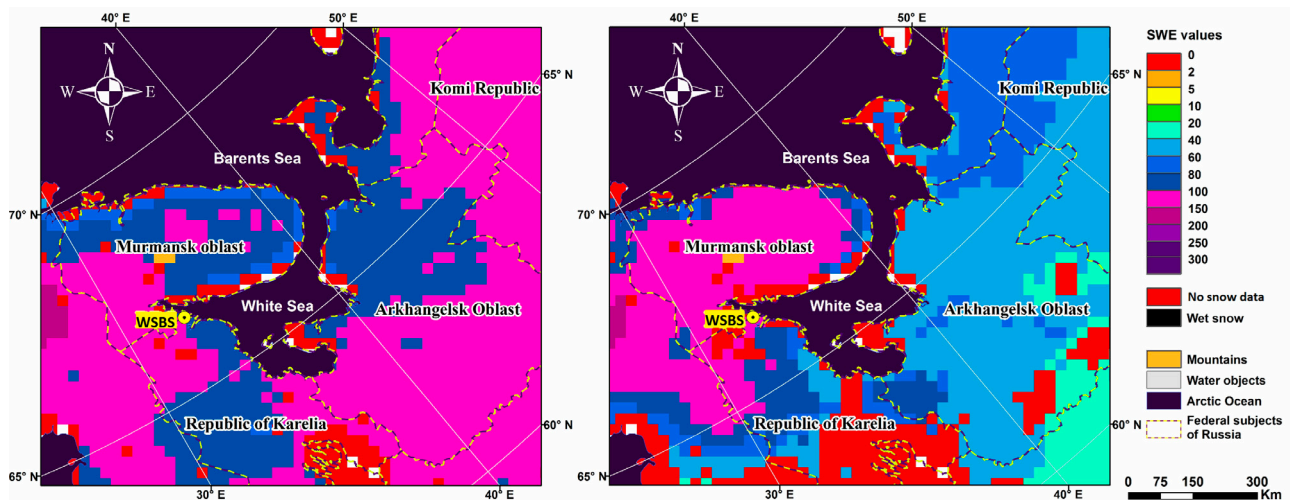 40° E
50° E
N
W
E
S
65° N
Komi Republic
Barents Sea
70° N
Murmansk oblast
White Sea
WSBS
Arkhangelsk Oblast
Republic of Karelia
60° N
65° N
30° E
40° E
40° E
50° E
N
W
E
S
65° N
Komi Republic
Barents Sea
70° N
Murmansk oblast
White Sea
WSBS
Arkhangelsk Oblast
Republic of Karelia
60° N
65° N
30° E
40° E
SWE values
0
2
5
10
20
40
60
80
100
150
200
250
300
No snow data
Wet snow
Mountains
Water objects
Arctic Ocean
Federal subjects
of Russia
0 75 150 300
Km